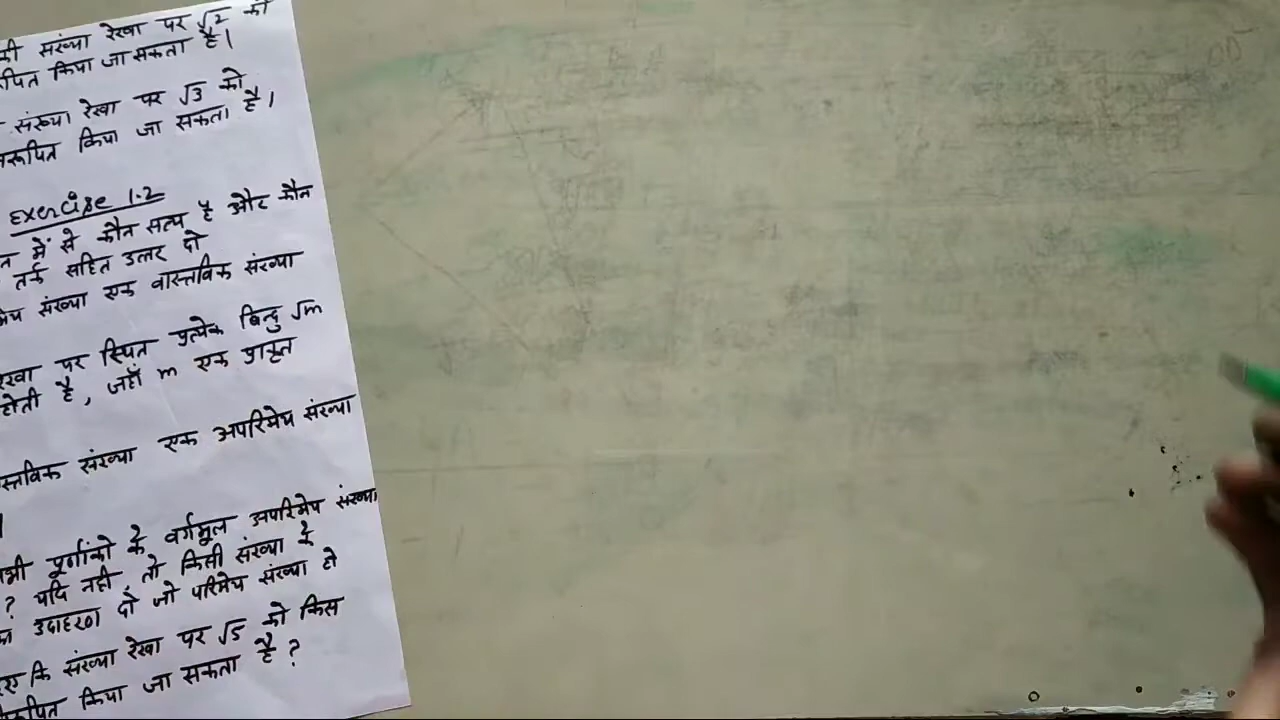 संख्या रेखा पर √2 को
किया जा सकता है।
संख्या रेखा पर √3 को
किया जा सकता है।
Exercise 1.2
में से कौन सत्य है और कौन
तर्क सहित उत्तर दो
संख्या एक वास्तविक संख्या
पर स्थित प्रत्येक बिन्दु √m
होती है, जहाँ m एक प्राकृत
संख्या एक अपरिमेय संख्या
पूर्णांको के वर्गमूल अपरिमेय संख्या
? यदि नही तो किसी संख्या के
उदाहरण दो जो परिमेय संख्या हो
कि संख्या रेखा पर √5 को किस
किया जा सकता है?